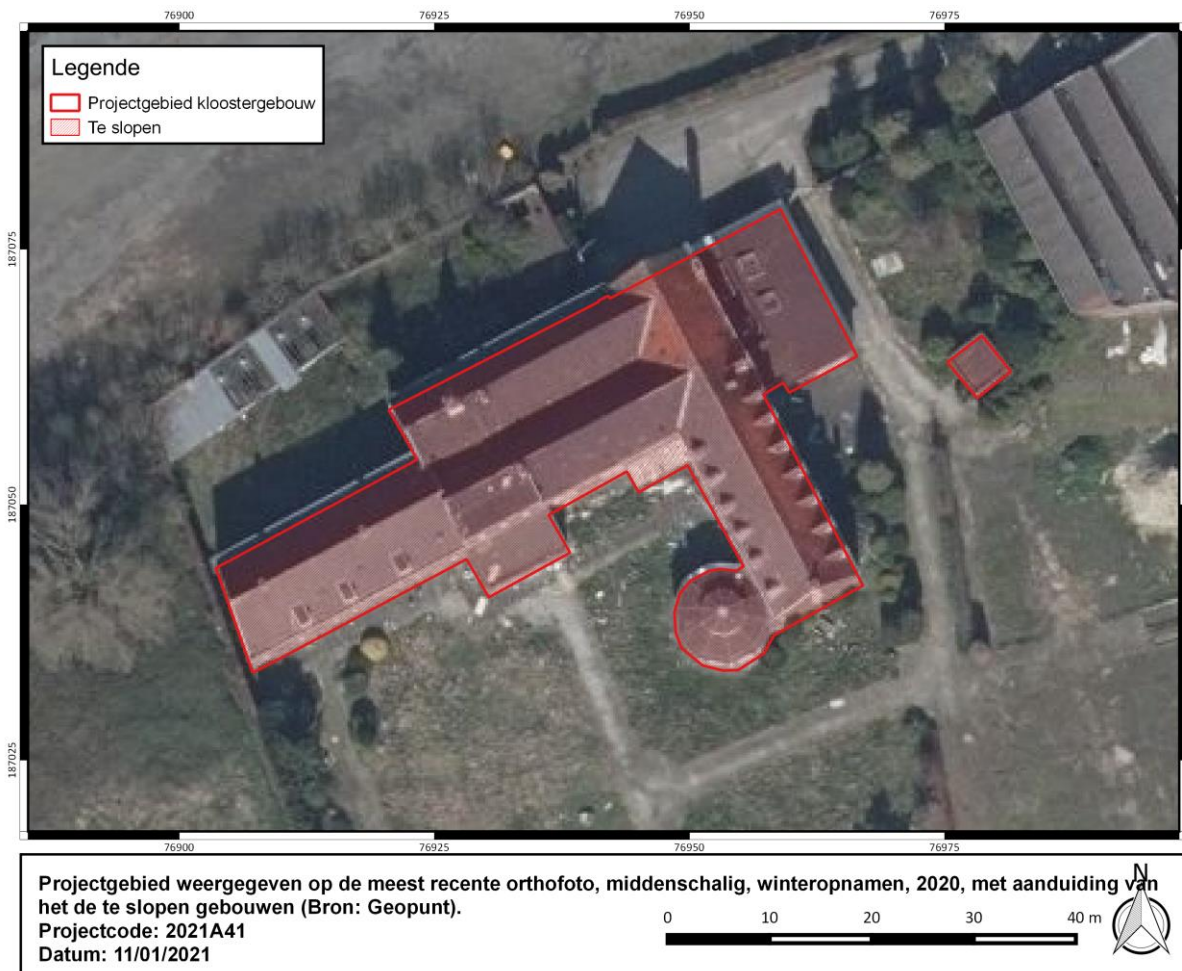 76900
76925
76950
76975
Legende
Projectgebied kloostergebouw
Te slopen
187075
187050
187025
76900
76925
76950
76975
Projectgebied weergegeven op de meest recente orthofoto, middenschalig, winteropnamen, 2020, met aanduiding van
het de te slopen gebouwen (Bron: Geopunt).
Projectcode: 2021A41
Datum: 11/01/2021
0 10 20 30 40 m
N